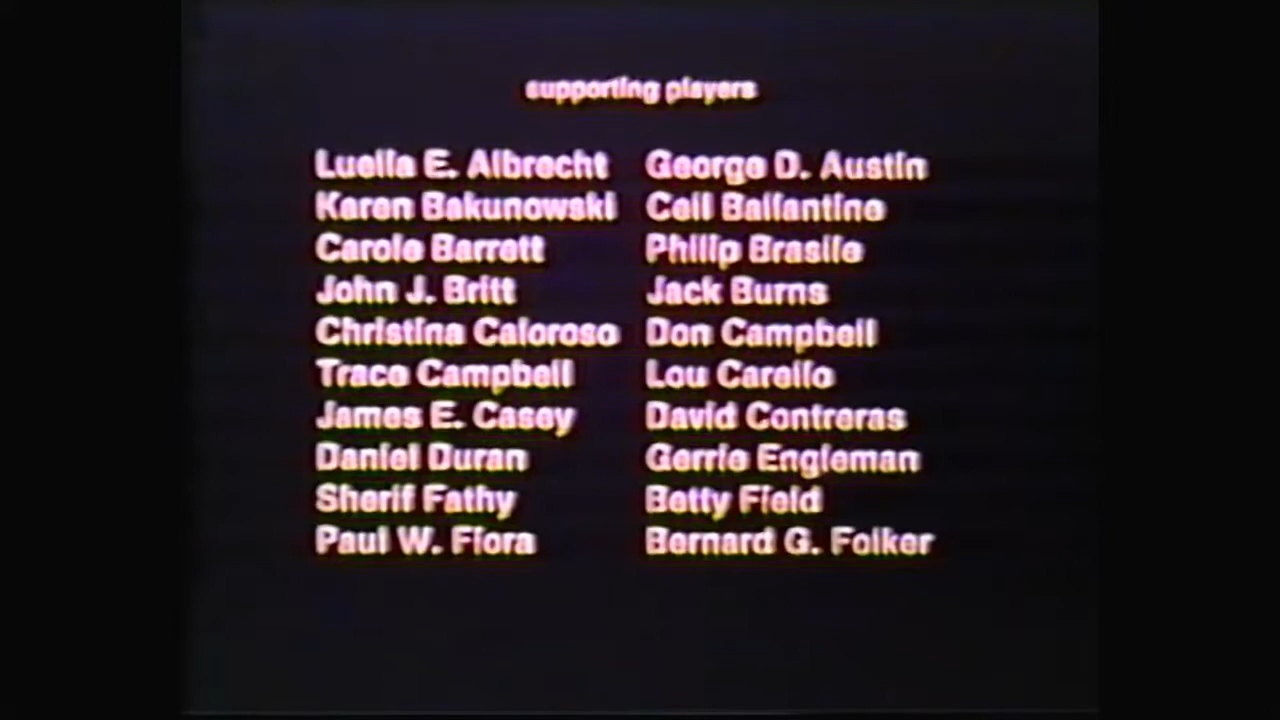 supporting players
Luella E. Albrecht George D. Austin
Karen Bakunowski Ceil Ballantine
Carole Barrett Philip Brasile
John J. Britt Jack Burns
Christina Caloroso Don Campbell
Trace Campbell Lou Carello
James E. Casey David Contreras
Daniel Duran Gerrie Engleman
Sherif Fathy Betty Field
Paul W. Flora Bernard G. Folker